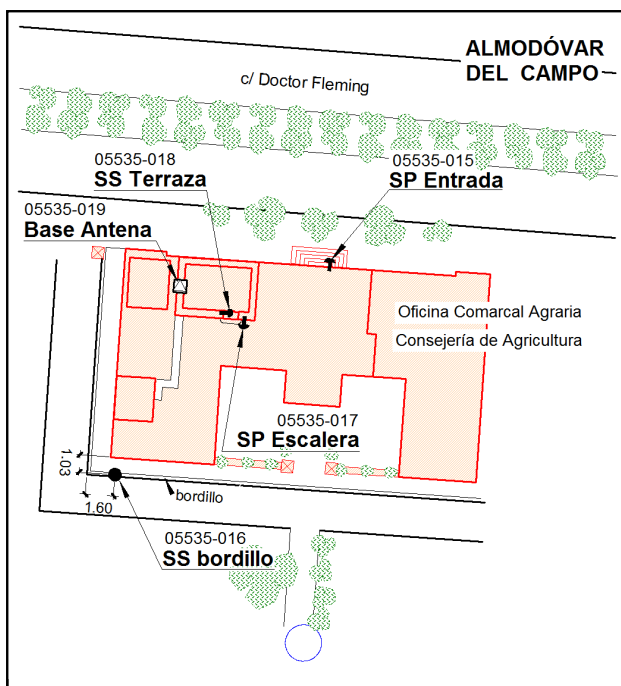 ALMODÓVAR
DEL CAMPO
c/ Doctor Fleming
05535-018
SS Terraza
05535-015
SP Entrada
05535-019
Base Antena
Oficina Comarcal Agraria
Consejería de Agricultura
05535-017
SP Escalera
1.03
bordillo
1.60
05535-016
SS bordillo